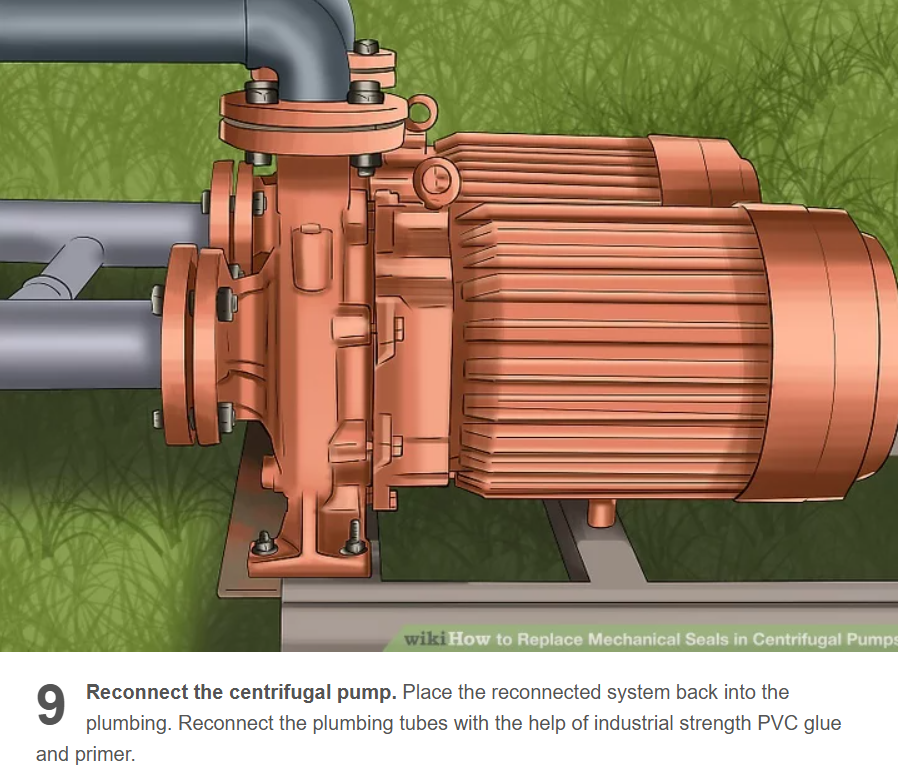 wikiHow to Replace Mechanical Seals in Centrifugal Pumps
9 Reconnect the centrifugal pump. Place the reconnected system back into the
plumbing. Reconnect the plumbing tubes with the help of industrial strength PVC glue
and primer.